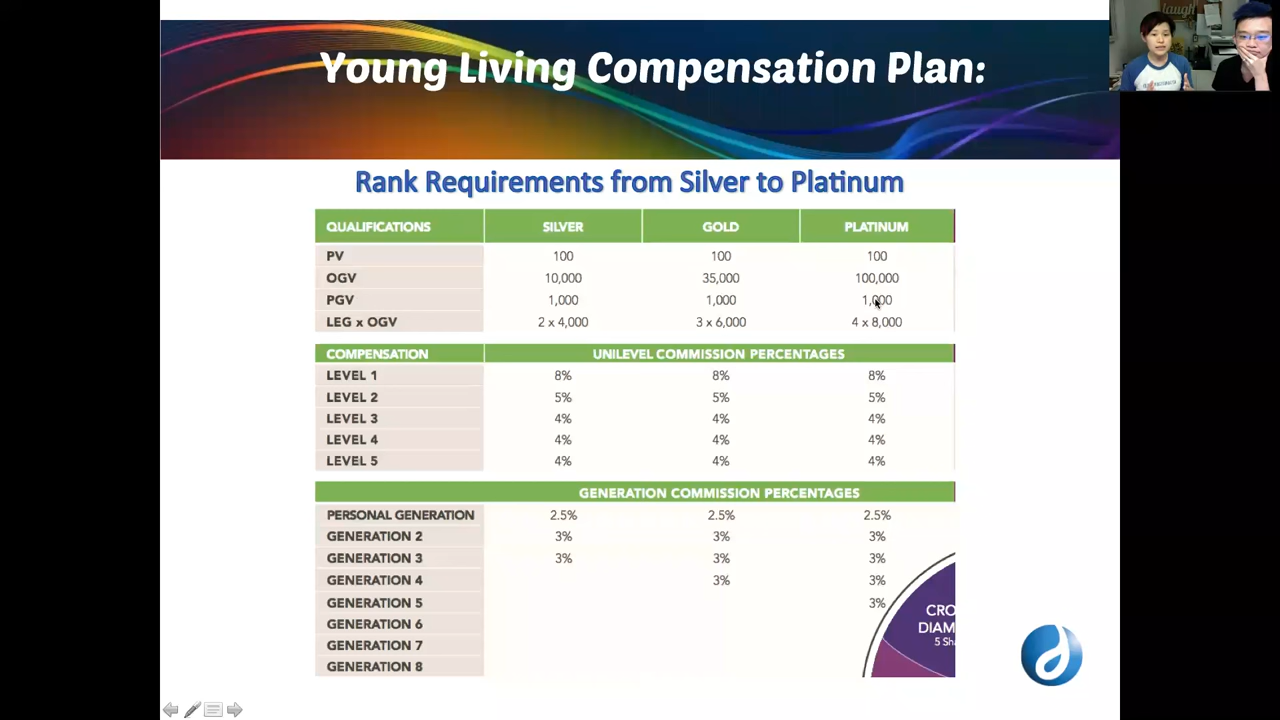 laugh
Young Living Compensation Plan:
Rank Requirements from Silver to Platinum
QUALIFICATIONS SILVER GOLD PLATINUM
PV 100 100 100
OGV 10,000 35,000 100,000
PGV 1,000 1,000 1,000
LEG x OGV 2 x 4,000 3 x 6,000 4 x 8,000
COMPENSATION UNILEVEL COMMISSION PERCENTAGES
LEVEL 1 8% 8% 8%
LEVEL 2 5% 5% 5%
LEVEL 3 4% 4% 4%
LEVEL 4 4% 4% 4%
LEVEL 5 4% 4% 4%
GENERATION COMMISSION PERCENTAGES
PERSONAL GENERATION 2.5% 2.5% 2.5%
GENERATION 2 3% 3% 3%
GENERATION 3 3% 3% 3%
GENERATION 4 3% 3%
GENERATION 5 3%
GENERATION 6
GENERATION 7
GENERATION 8
CRO
DIAM
5 Sha